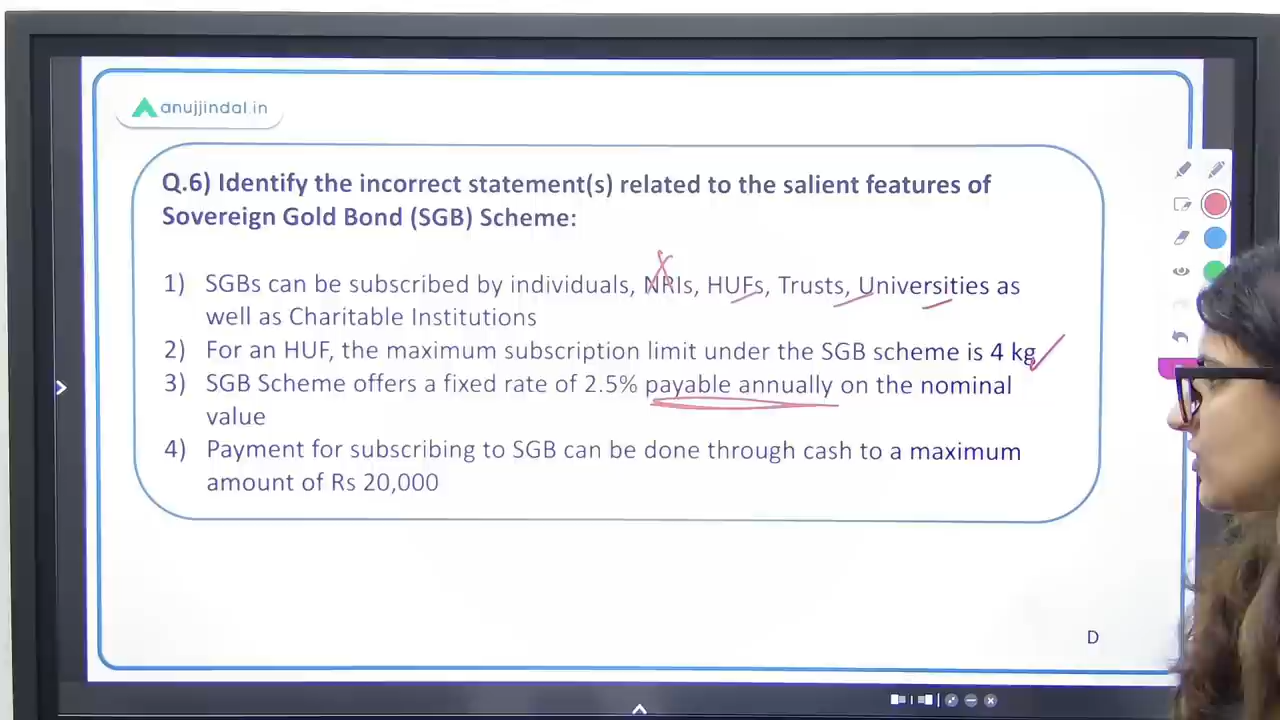 anujjindal.in
Q.6) Identify the incorrect statement(s) related to the salient features of
Sovereign Gold Bond (SGB) Scheme:
1) SGBs can be subscribed by individuals, NRIs, HUFs, Trusts, Universities as
well as Charitable Institutions
2) For an HUF, the maximum subscription limit under the SGB scheme is 4 kg
3) SGB Scheme offers a fixed rate of 2.5% payable annually on the nominal
value
4) Payment for subscribing to SGB can be done through cash to a maximum
amount of Rs 20,000
D